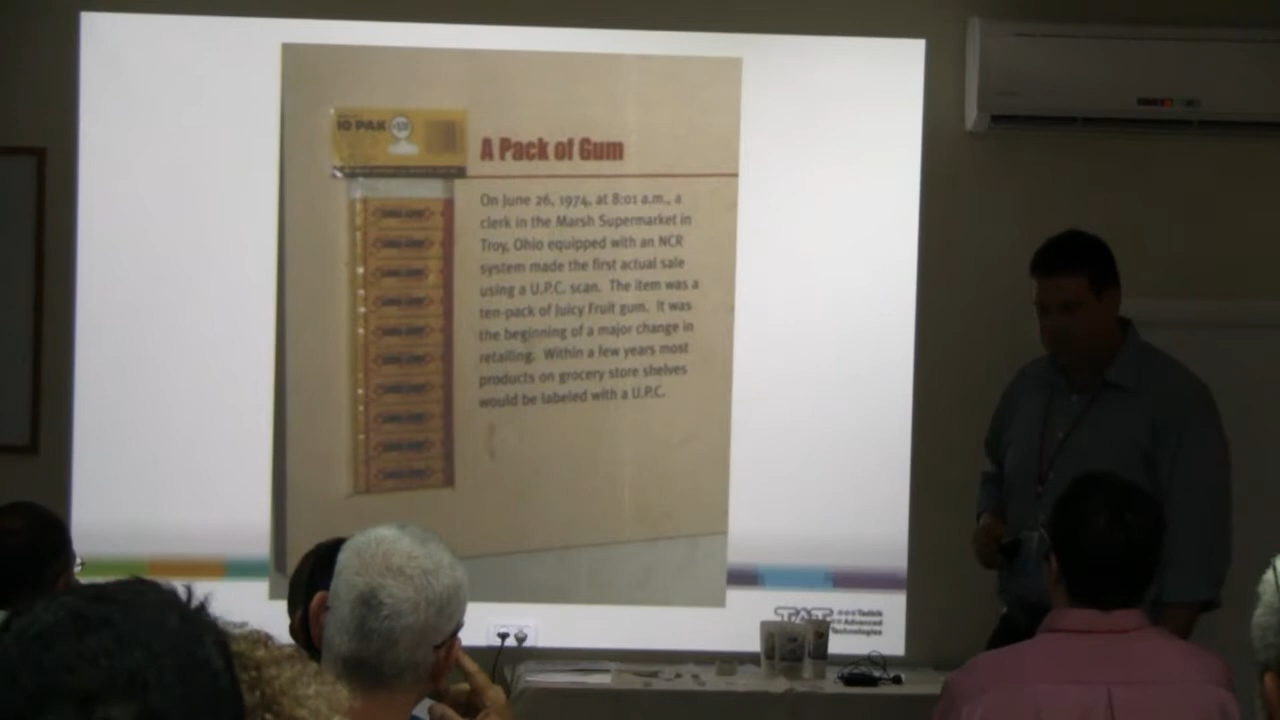 10 PAK
A Pack of Gum
On June 26, 1974, at 8:01 a.m., a
clerk in the Marsh Supermarket in
Troy, Ohio equipped with an NCR
system made the first actual sale
using a U.P.C. scan. The item was a
ten-pack of Juicy Fruit gum. It was
the beginning of a major change in
retailing. Within a few years most
products on grocery store shelves
would be labeled with a U.P.C.
TAT
Tadbik
Advanced
Technologies